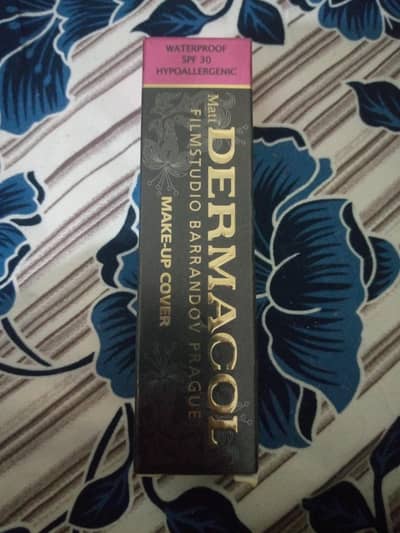 WATERPROOF
SPF 30
HYPOALLERGENIC
Matt DERMACOL
FILMSTUDIO BARRANDOV PRAGUE
MAKE-UP COVER